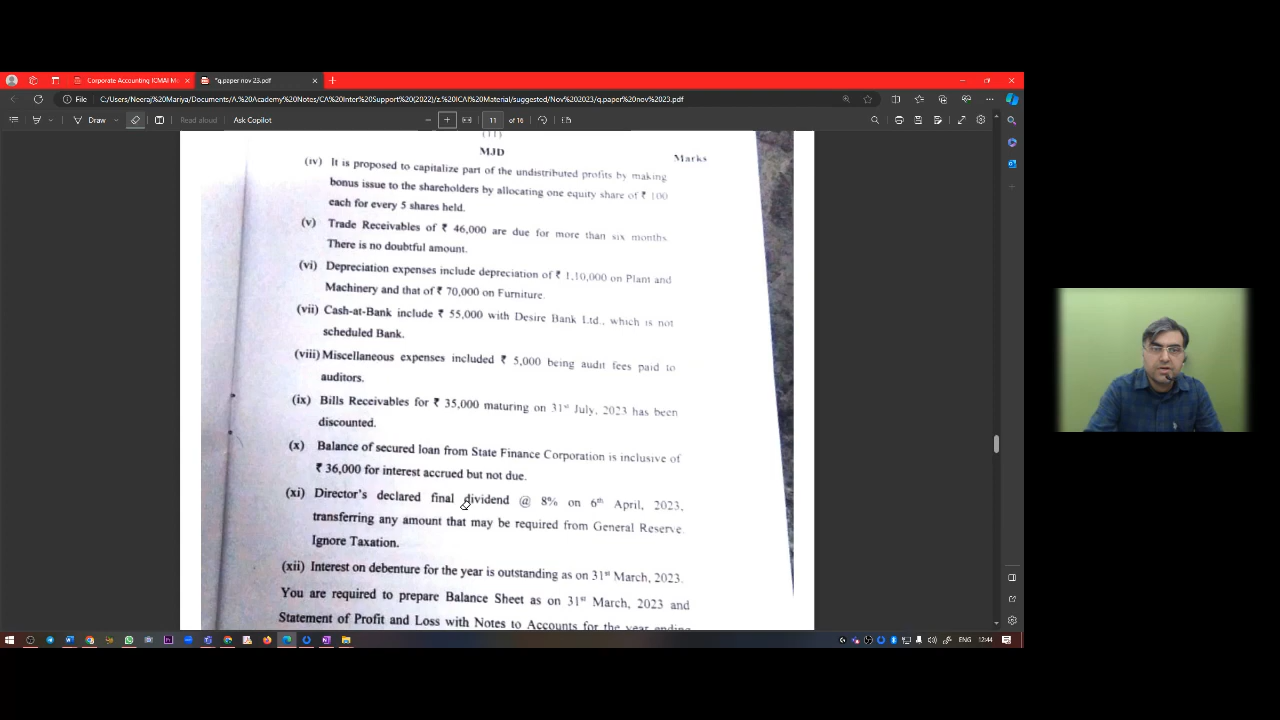 Corporate Accounting ICMAI Mo
*q.paper nov 23.pdf
File
C:/Users/Neeraj%20Mariya/Documents/A.%20Academy%20Notes/CA%20Inter%20Support%20(2022)/z.%20ICAI%20Material/suggested/Nov%202023/q.paper%20nov%2023.pdf
Draw
Read aloud
Ask Copilot
11 of 16
(11)
MJD
Marks
(iv) It is proposed to capitalize part of the undistributed profits by making
bonus issue to the shareholders by allocating one equity share of ₹ 100
each for every 5 shares held.
(v) Trade Receivables of ₹ 46,000 are due for more than six months.
There is no doubtful amount.
(vi) Depreciation expenses include depreciation of ₹ 1,10,000 on Plant and
Machinery and that of ₹ 70,000 on Furniture.
(vii) Cash-at-Bank include ₹ 55,000 with Desire Bank Ltd., which is not
scheduled Bank.
(viii) Miscellaneous expenses included ₹ 5,000 being audit fees paid to
auditors.
(ix) Bills Receivables for ₹ 35,000 maturing on 31st July, 2023 has been
discounted.
(x) Balance of secured loan from State Finance Corporation is inclusive of
₹ 36,000 for interest accrued but not due.
(xi) Director's declared final dividend @ 8% on 6th April, 2023,
transferring any amount that may be required from General Reserve.
Ignore Taxation.
(xii) Interest on debenture for the year is outstanding as on 31st March, 2023.
You are required to prepare Balance Sheet as on 31st March, 2023 and
Statement of Profit and Loss with Notes to Accounts for the year ending
ENG
12:44